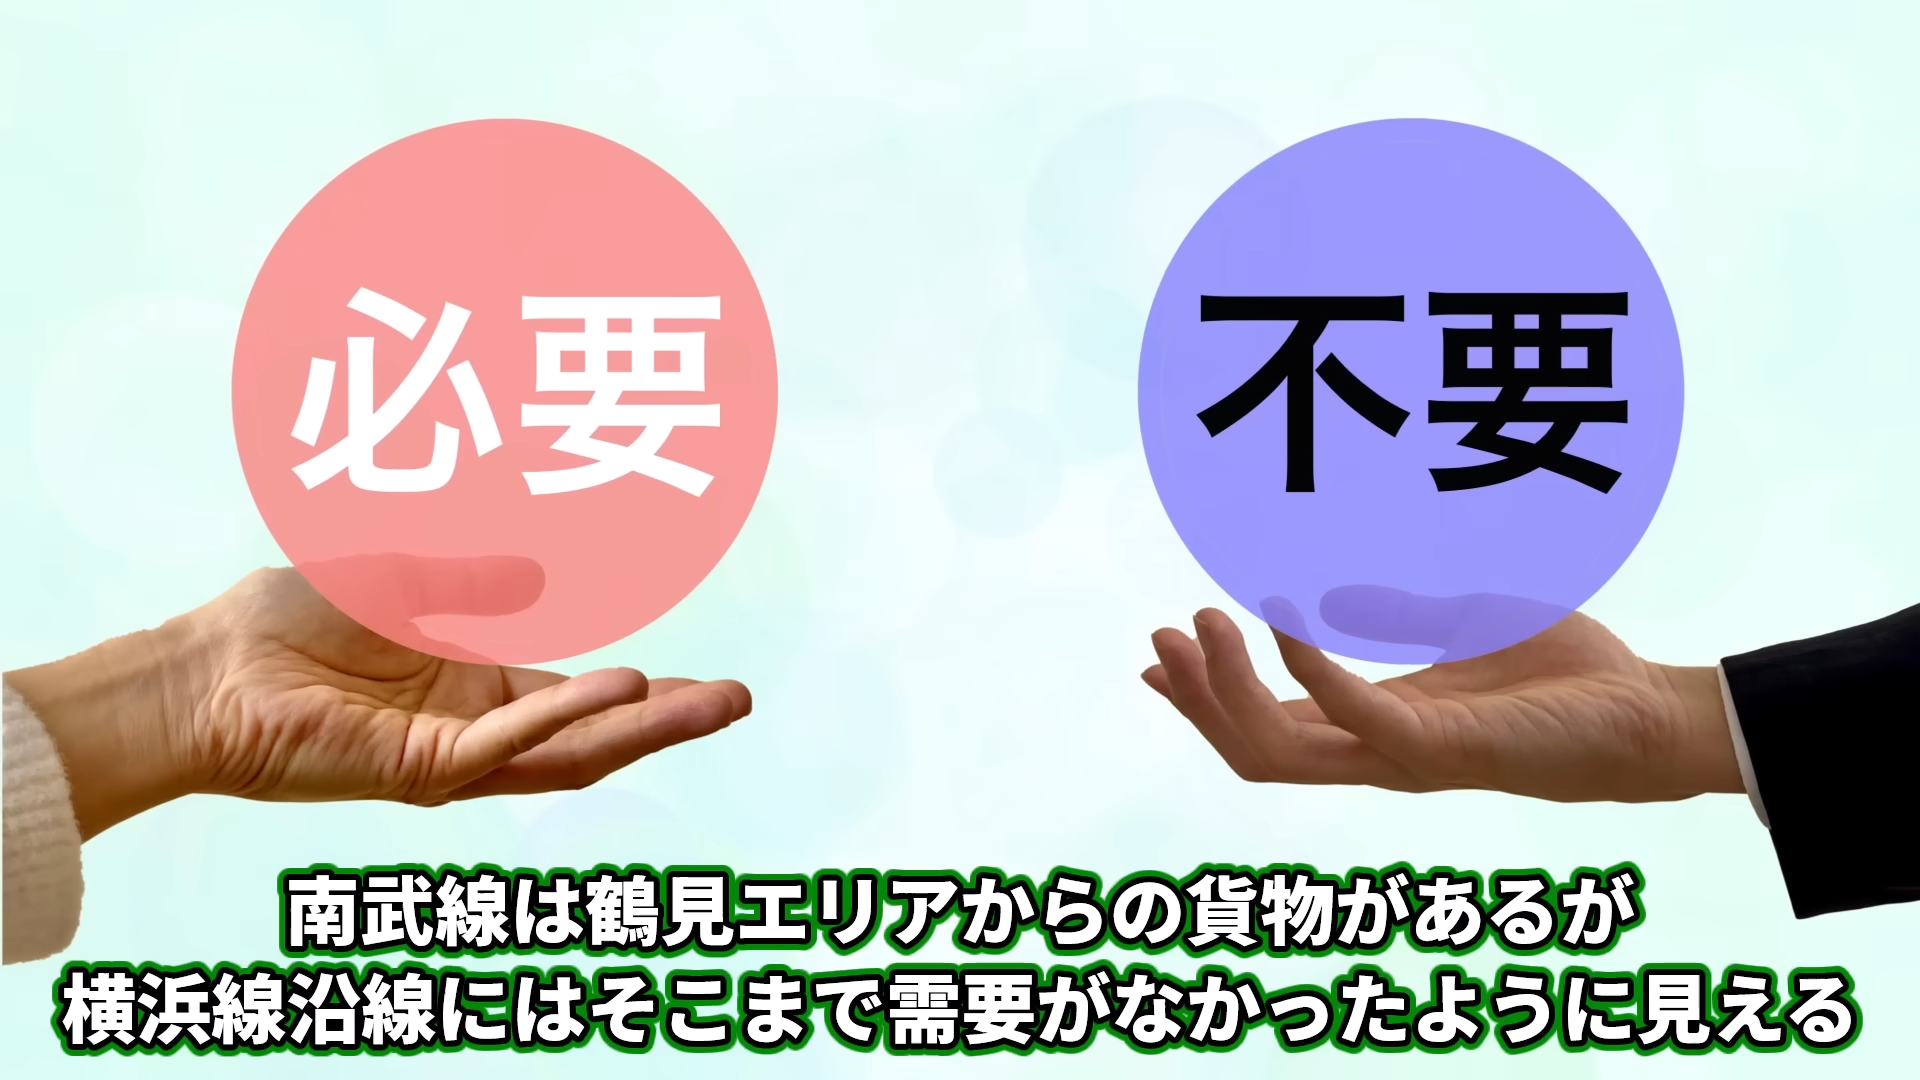 必要
不要
南武線は鶴見エリアからの貨物があるが
横浜線沿線にはそこまで需要がなかったように見える